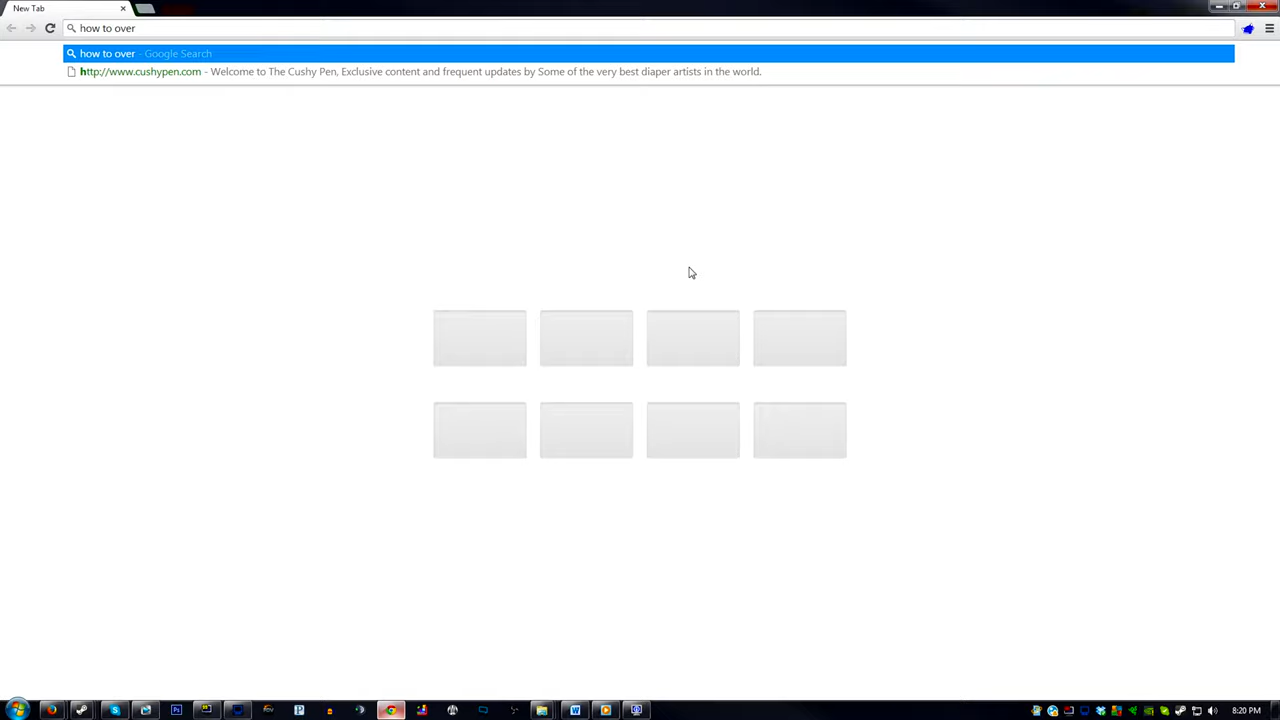 New Tab
how to over
how to over - Google Search
http://www.cushypen.com - Welcome to The Cushy Pen, Exclusive content and frequent updates by Some of the very best diaper artists in the world.
8:20 PM